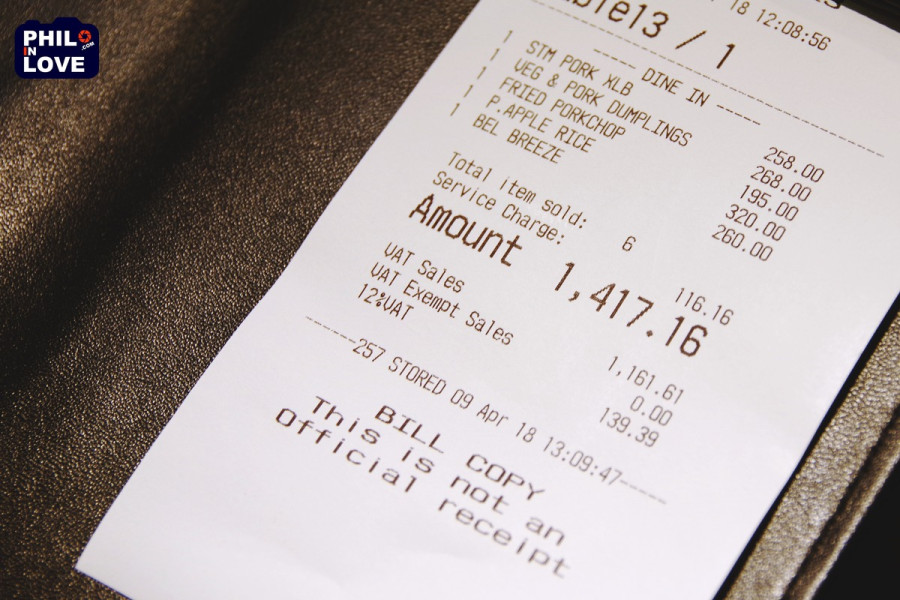 PHIL
IN
LOVE
.COM
18 12:08:56
ble13 / 1
------ DINE IN ------
1 STM PORK XLB 258.00
1 VEG & PORK DUMPLINGS 268.00
1 FRIED PORKCHOP 195.00
1 P.APPLE RICE 320.00
1 BEL BREEZE 260.00
Total item sold: 6
Service Charge: 116.16
Amount 1,417.16
VAT Sales 1,161.61
VAT Exempt Sales 0.00
12%VAT 139.39
------257 STORED 09 Apr 18 13:09:47------
BILL COPY
This is not an
Official receipt